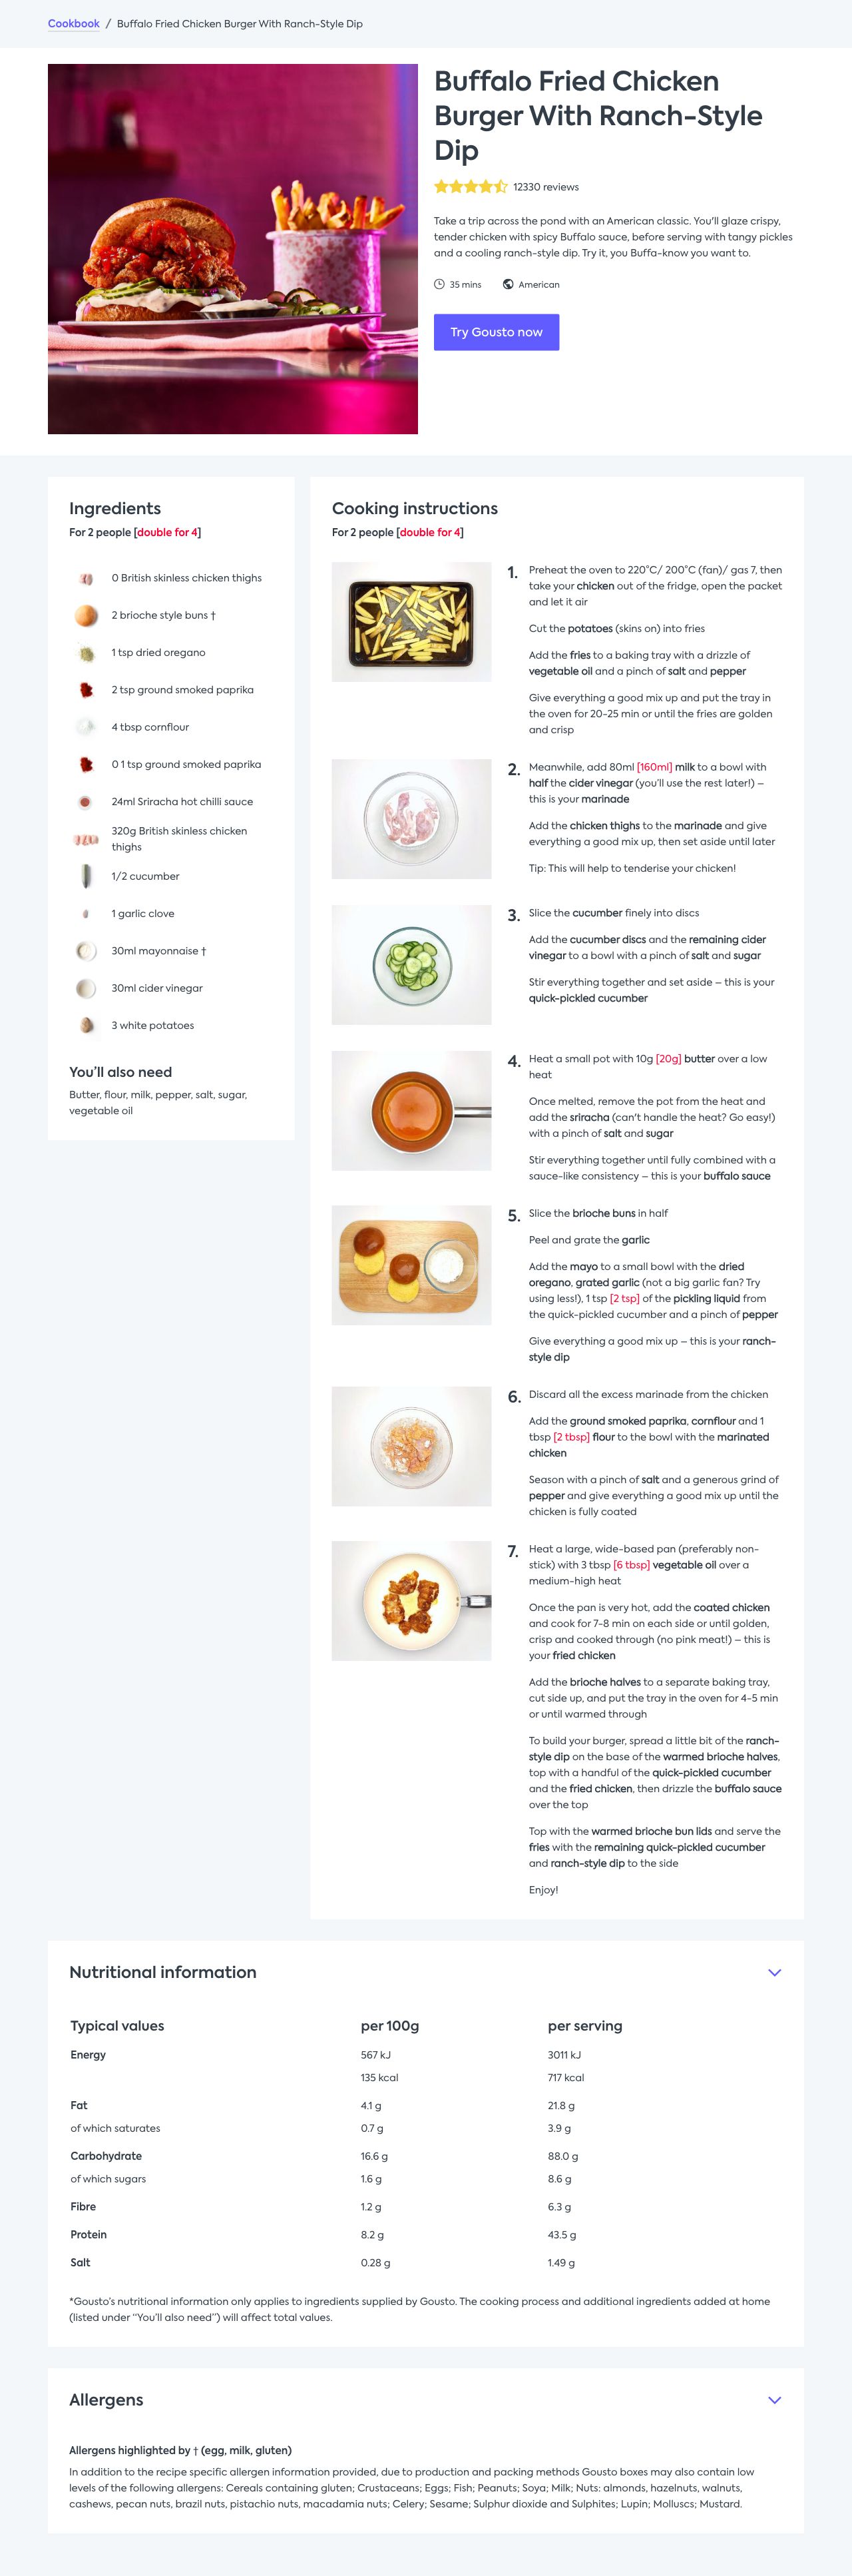 Cookbook / Buffalo Fried Chicken Burger With Ranch-Style Dip
Buffalo Fried Chicken
Burger With Ranch-Style
Dip
12330 reviews
Take a trip across the pond with an American classic. You'll glaze crispy,
tender chicken with spicy Buffalo sauce, before serving with tangy pickles
and a cooling ranch-style dip. Try it, you Buffa-know you want to.
35 mins American
Try Gousto now
Ingredients
For 2 people [double for 4]
0 British skinless chicken thighs
2 brioche style buns †
1 tsp dried oregano
2 tsp ground smoked paprika
4 tbsp cornflour
0 1 tsp ground smoked paprika
24ml Sriracha hot chilli sauce
320g British skinless chicken
thighs
1/2 cucumber
1 garlic clove
30ml mayonnaise †
30ml cider vinegar
3 white potatoes
You'll also need
Butter, flour, milk, pepper, salt, sugar,
vegetable oil
Cooking instructions
For 2 people [double for 4]
1. Preheat the oven to 220°C/ 200°C (fan)/ gas 7, then
take your chicken out of the fridge, open the packet
and let it air
Cut the potatoes (skins on) into fries
Add the fries to a baking tray with a drizzle of
vegetable oil and a pinch of salt and pepper
Give everything a good mix up and put the tray in
the oven for 20-25 min or until the fries are golden
and crisp
2. Meanwhile, add 80ml [160ml] milk to a bowl with
half the cider vinegar (you'll use the rest later!) –
this is your marinade
Add the chicken thighs to the marinade and give
everything a good mix up, then set aside until later
Tip: This will help to tenderise your chicken!
3. Slice the cucumber finely into discs
Add the cucumber discs and the remaining cider
vinegar to a bowl with a pinch of salt and sugar
Stir everything together and set aside – this is your
quick-pickled cucumber
4. Heat a small pot with 10g [20g] butter over a low
heat
Once melted, remove the pot from the heat and
add the sriracha (can't handle the heat? Go easy!)
with a pinch of salt and sugar
Stir everything together until fully combined with a
sauce-like consistency – this is your buffalo sauce
5. Slice the brioche buns in half
Peel and grate the garlic
Add the mayo to a small bowl with the dried
oregano, grated garlic (not a big garlic fan? Try
using less!), 1 tsp [2 tsp] of the pickling liquid from
the quick-pickled cucumber and a pinch of pepper
Give everything a good mix up – this is your ranch-
style dip
6. Discard all the excess marinade from the chicken
Add the ground smoked paprika, cornflour and 1
tbsp [2 tbsp] flour to the bowl with the marinated
chicken
Season with a pinch of salt and a generous grind of
pepper and give everything a good mix up until the
chicken is fully coated
7. Heat a large, wide-based pan (preferably non-
stick) with 3 tbsp [6 tbsp] vegetable oil over a
medium-high heat
Once the pan is very hot, add the coated chicken
and cook for 7-8 min on each side or until golden,
crisp and cooked through (no pink meat!) – this is
your fried chicken
Add the brioche halves to a separate baking tray,
cut side up, and put the tray in the oven for 4-5 min
or until warmed through
To build your burger, spread a little bit of the ranch-
style dip on the base of the warmed brioche halves,
top with a handful of the quick-pickled cucumber
and the fried chicken, then drizzle the buffalo sauce
over the top
Top with the warmed brioche bun lids and serve the
fries with the remaining quick-pickled cucumber
and ranch-style dip to the side
Enjoy!
Nutritional information
Typical values per 100g per serving
Energy 567 kJ 3011 kJ
135 kcal 717 kcal
Fat 4.1 g 21.8 g
of which saturates 0.7 g 3.9 g
Carbohydrate 16.6 g 88.0 g
of which sugars 1.6 g 8.6 g
Fibre 1.2 g 6.3 g
Protein 8.2 g 43.5 g
Salt 0.28 g 1.49 g
*Gousto's nutritional information only applies to ingredients supplied by Gousto. The cooking process and additional ingredients added at home
(listed under "You'll also need") will affect total values.
Allergens
Allergens highlighted by † (egg, milk, gluten)
In addition to the recipe specific allergen information provided, due to production and packing methods Gousto boxes may also contain low
levels of the following allergens: Cereals containing gluten; Crustaceans; Eggs; Fish; Peanuts; Soya; Milk; Nuts: almonds, hazelnuts, walnuts,
cashews, pecan nuts, brazil nuts, pistachio nuts, macadamia nuts; Celery; Sesame; Sulphur dioxide and Sulphites; Lupin; Molluscs; Mustard.